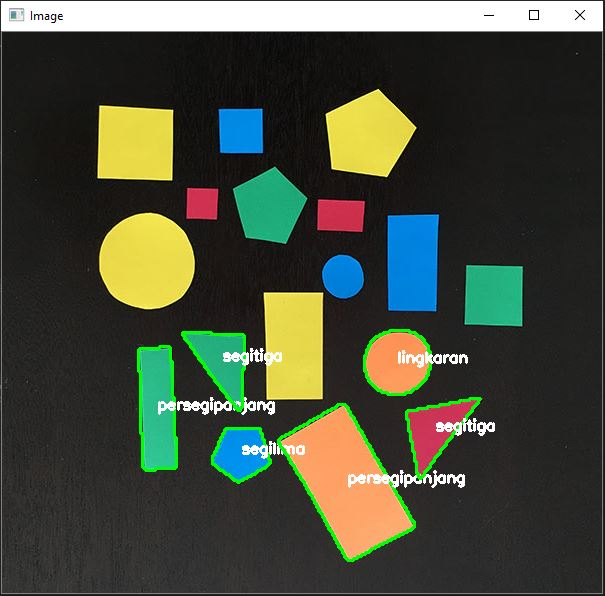 Image
segitiga
lingkaran
persegipanjang
segitiga
segilima
persegipanjang